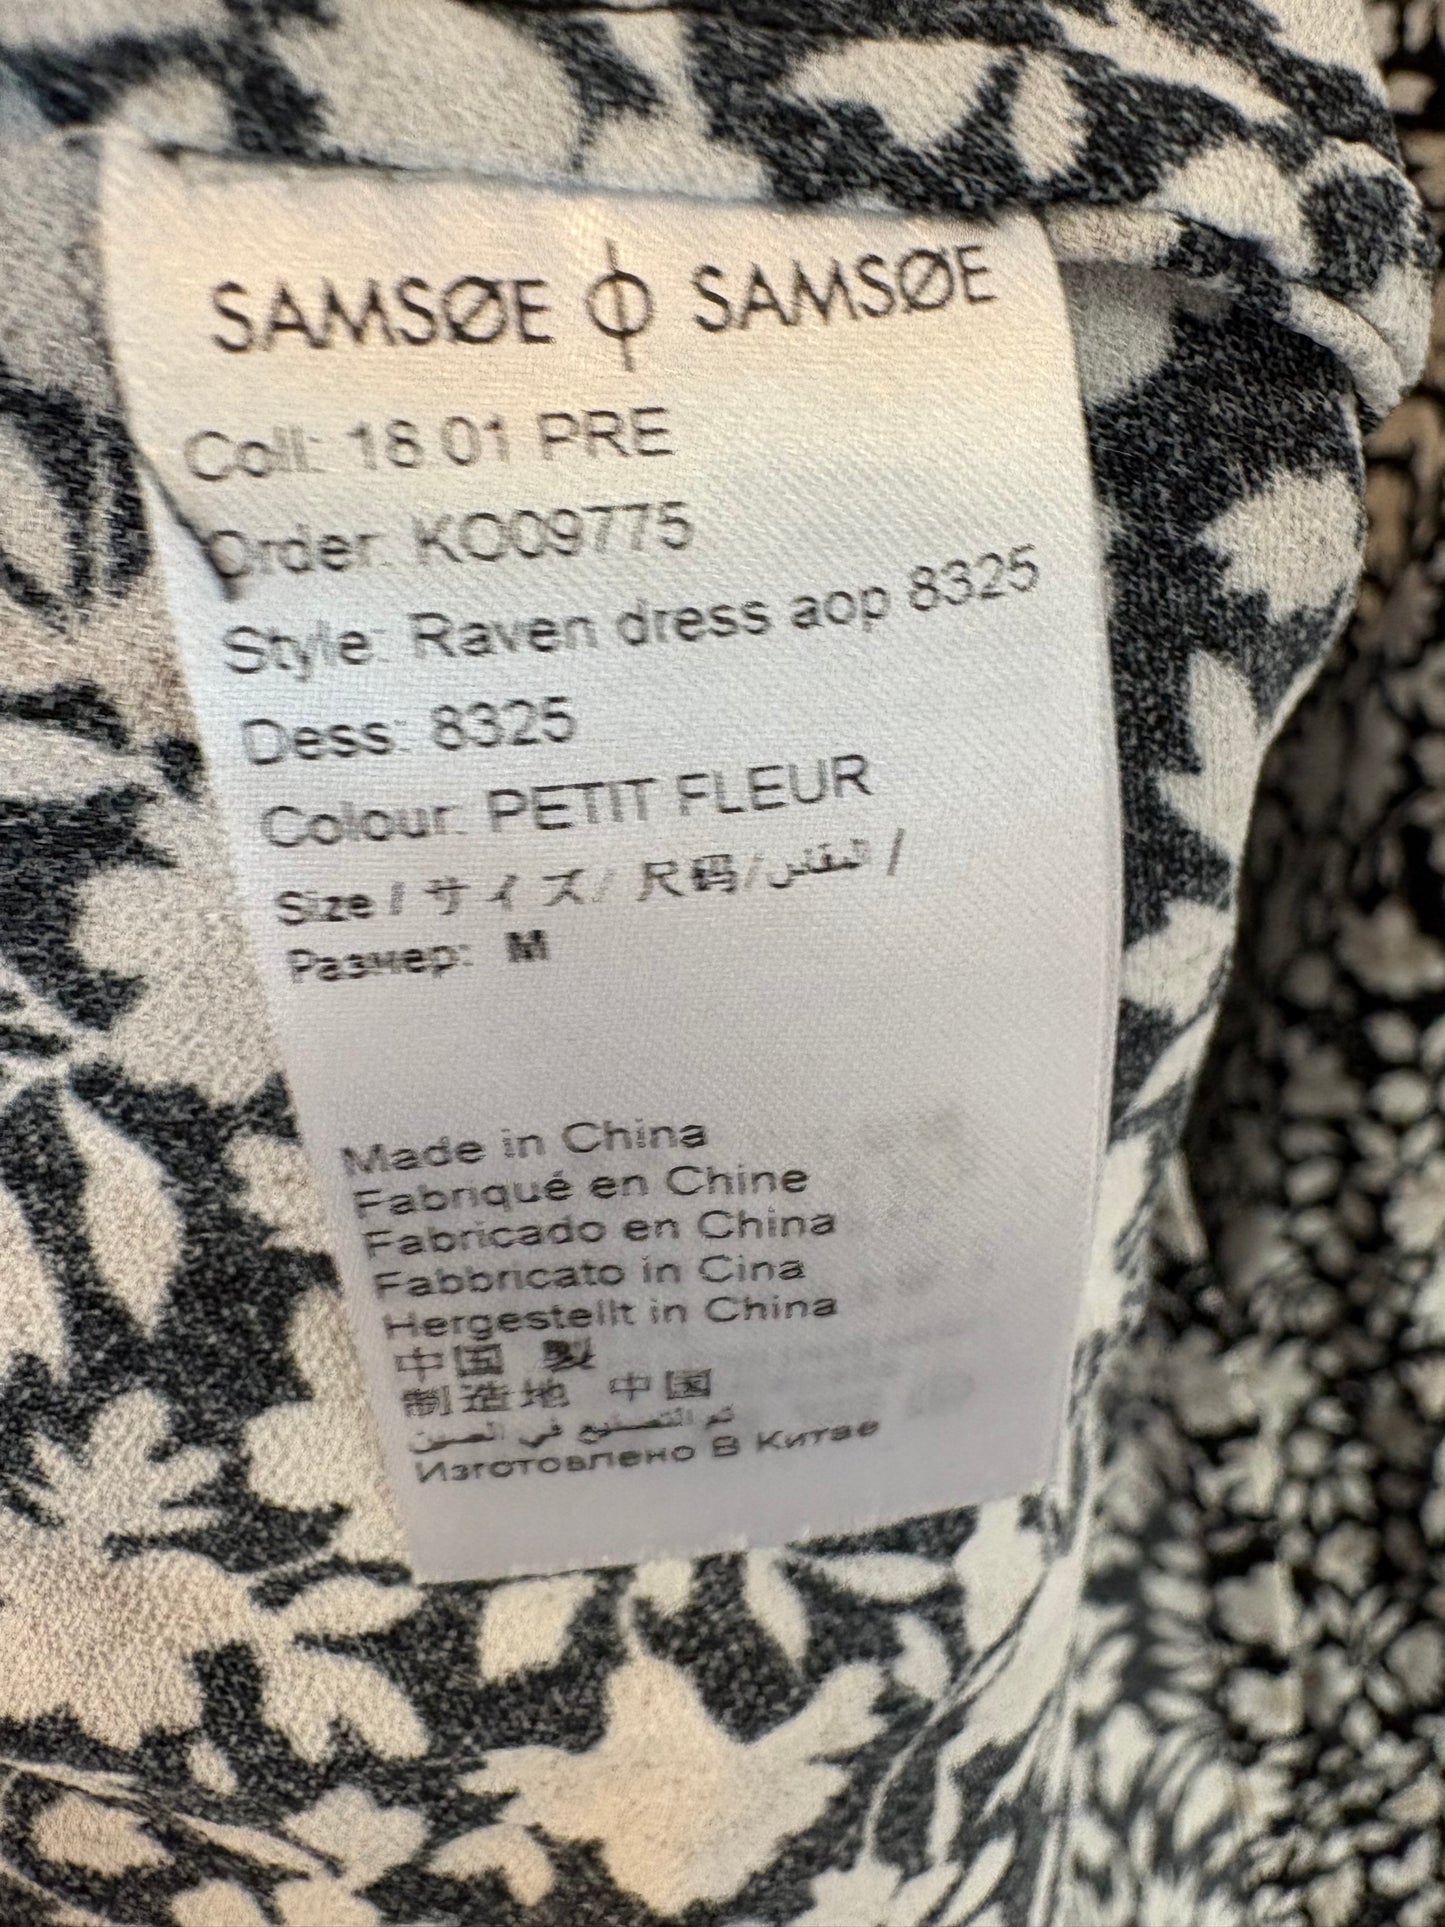 SAMSØE ϕ SAMSØE
Coll: 18.01 PRE
Order: KO09775
Style: Raven dress aop 8325
Dess: 8325
Colour: PETIT FLEUR
Size / サイズ/ 尺码/المقاس /
Размер: M
Made in China
Fabriqué en Chine
Fabricado en China
Fabbricato in Cina
Hergestellt in China
中国 製
制造地 中国
تم التصنيع في الصين
Изготовлено В Китае